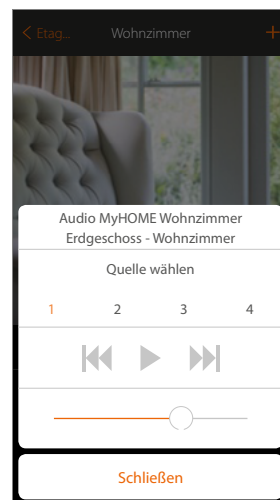 Etag... Wohnzimmer +
Audio MyHOME Wohnzimmer
Erdgeschoss - Wohnzimmer
Quelle wählen
1 2 3 4
Schließen